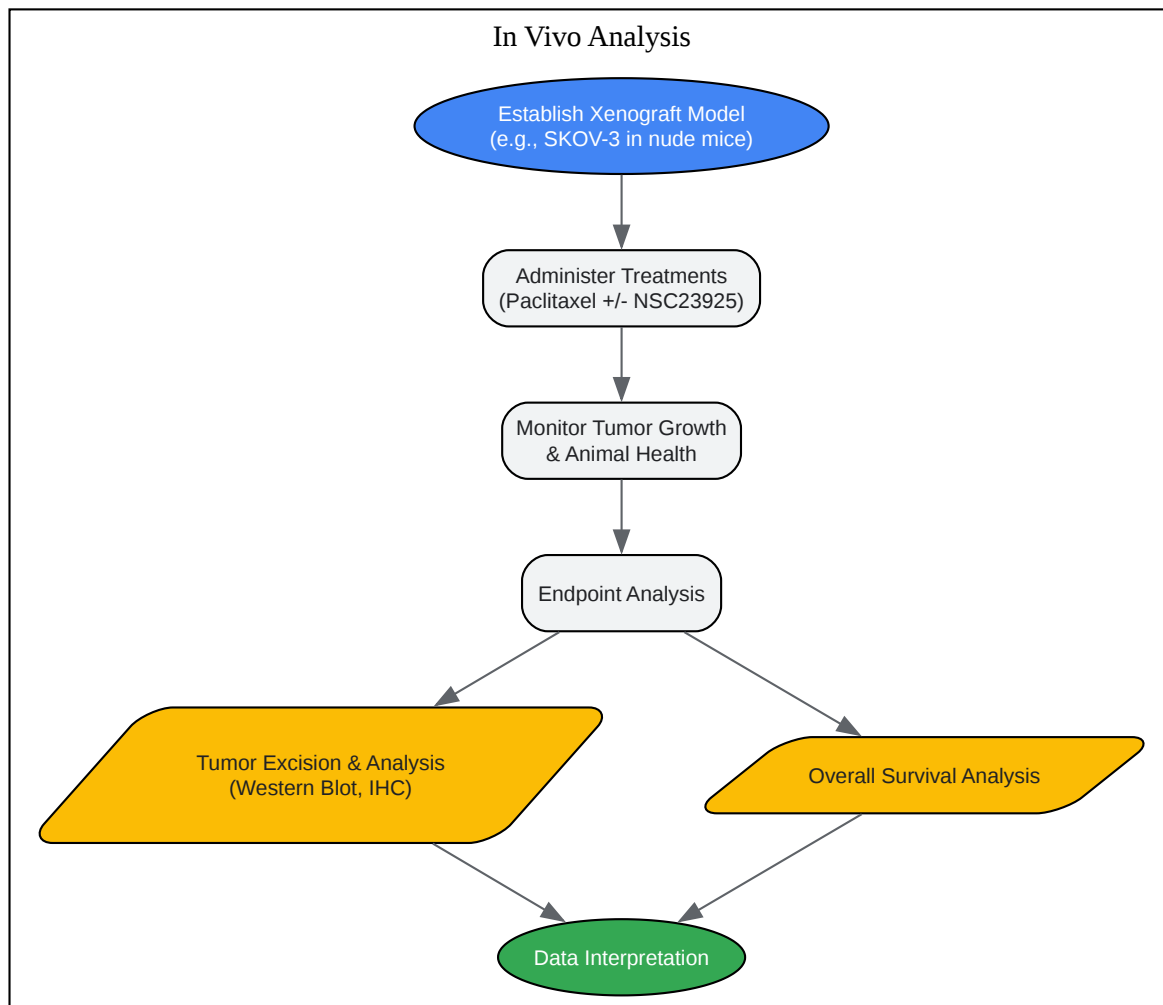 In Vivo Analysis
Establish Xenograft Model
(e.g., SKOV-3 in nude mice)
Administer Treatments
(Paclitaxel +/- NSC23925)
Monitor Tumor Growth
& Animal Health
Endpoint Analysis
Tumor Excision & Analysis
(Western Blot, IHC)
Overall Survival Analysis
Data Interpretation